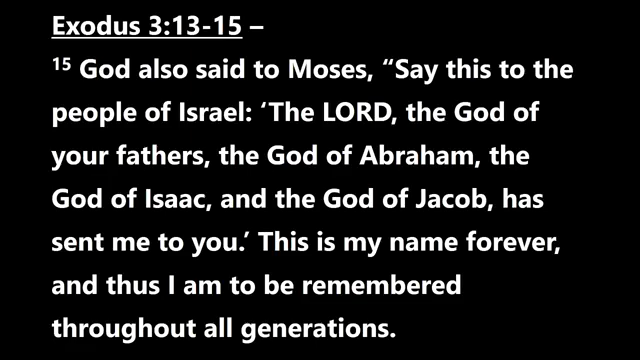 Exodus 3:13-15 –
15 God also said to Moses, “Say this to the
people of Israel: ‘The LORD, the God of
your fathers, the God of Abraham, the
God of Isaac, and the God of Jacob, has
sent me to you.’ This is my name forever,
and thus I am to be remembered
throughout all generations.